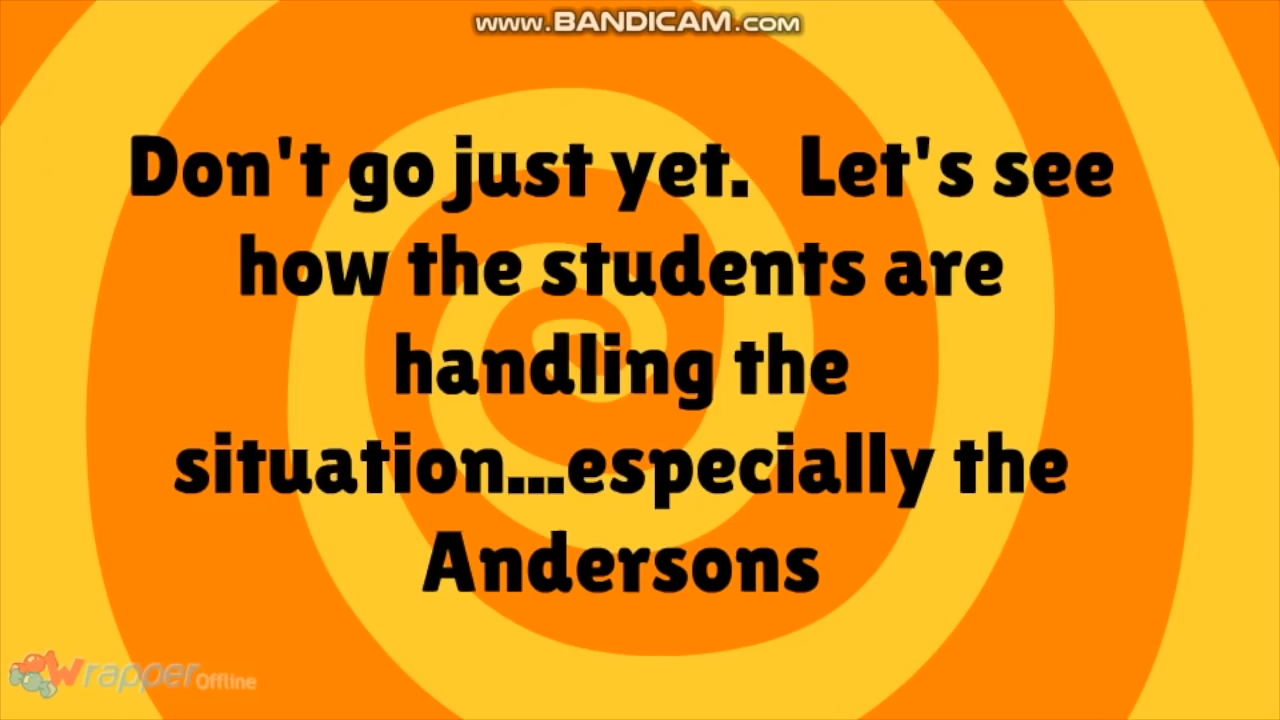 www.BANDICAM.com
Don't go just yet.  Let's see
how the students are
handling the
situation...especially the
Andersons
Wrapper Offline